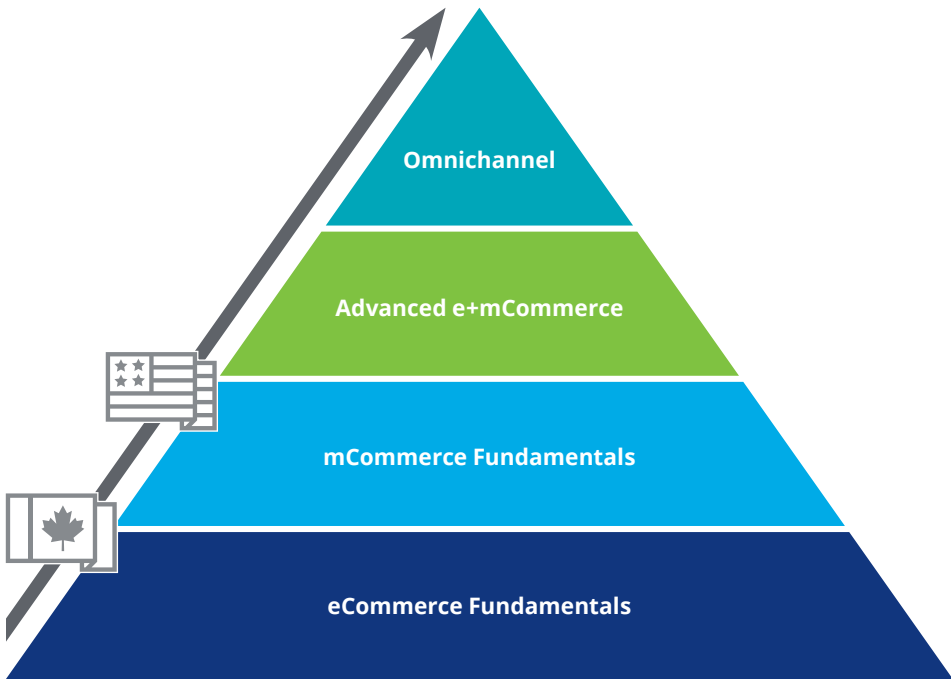 Omnichannel
Advanced e+mCommerce
mCommerce Fundamentals
eCommerce Fundamentals